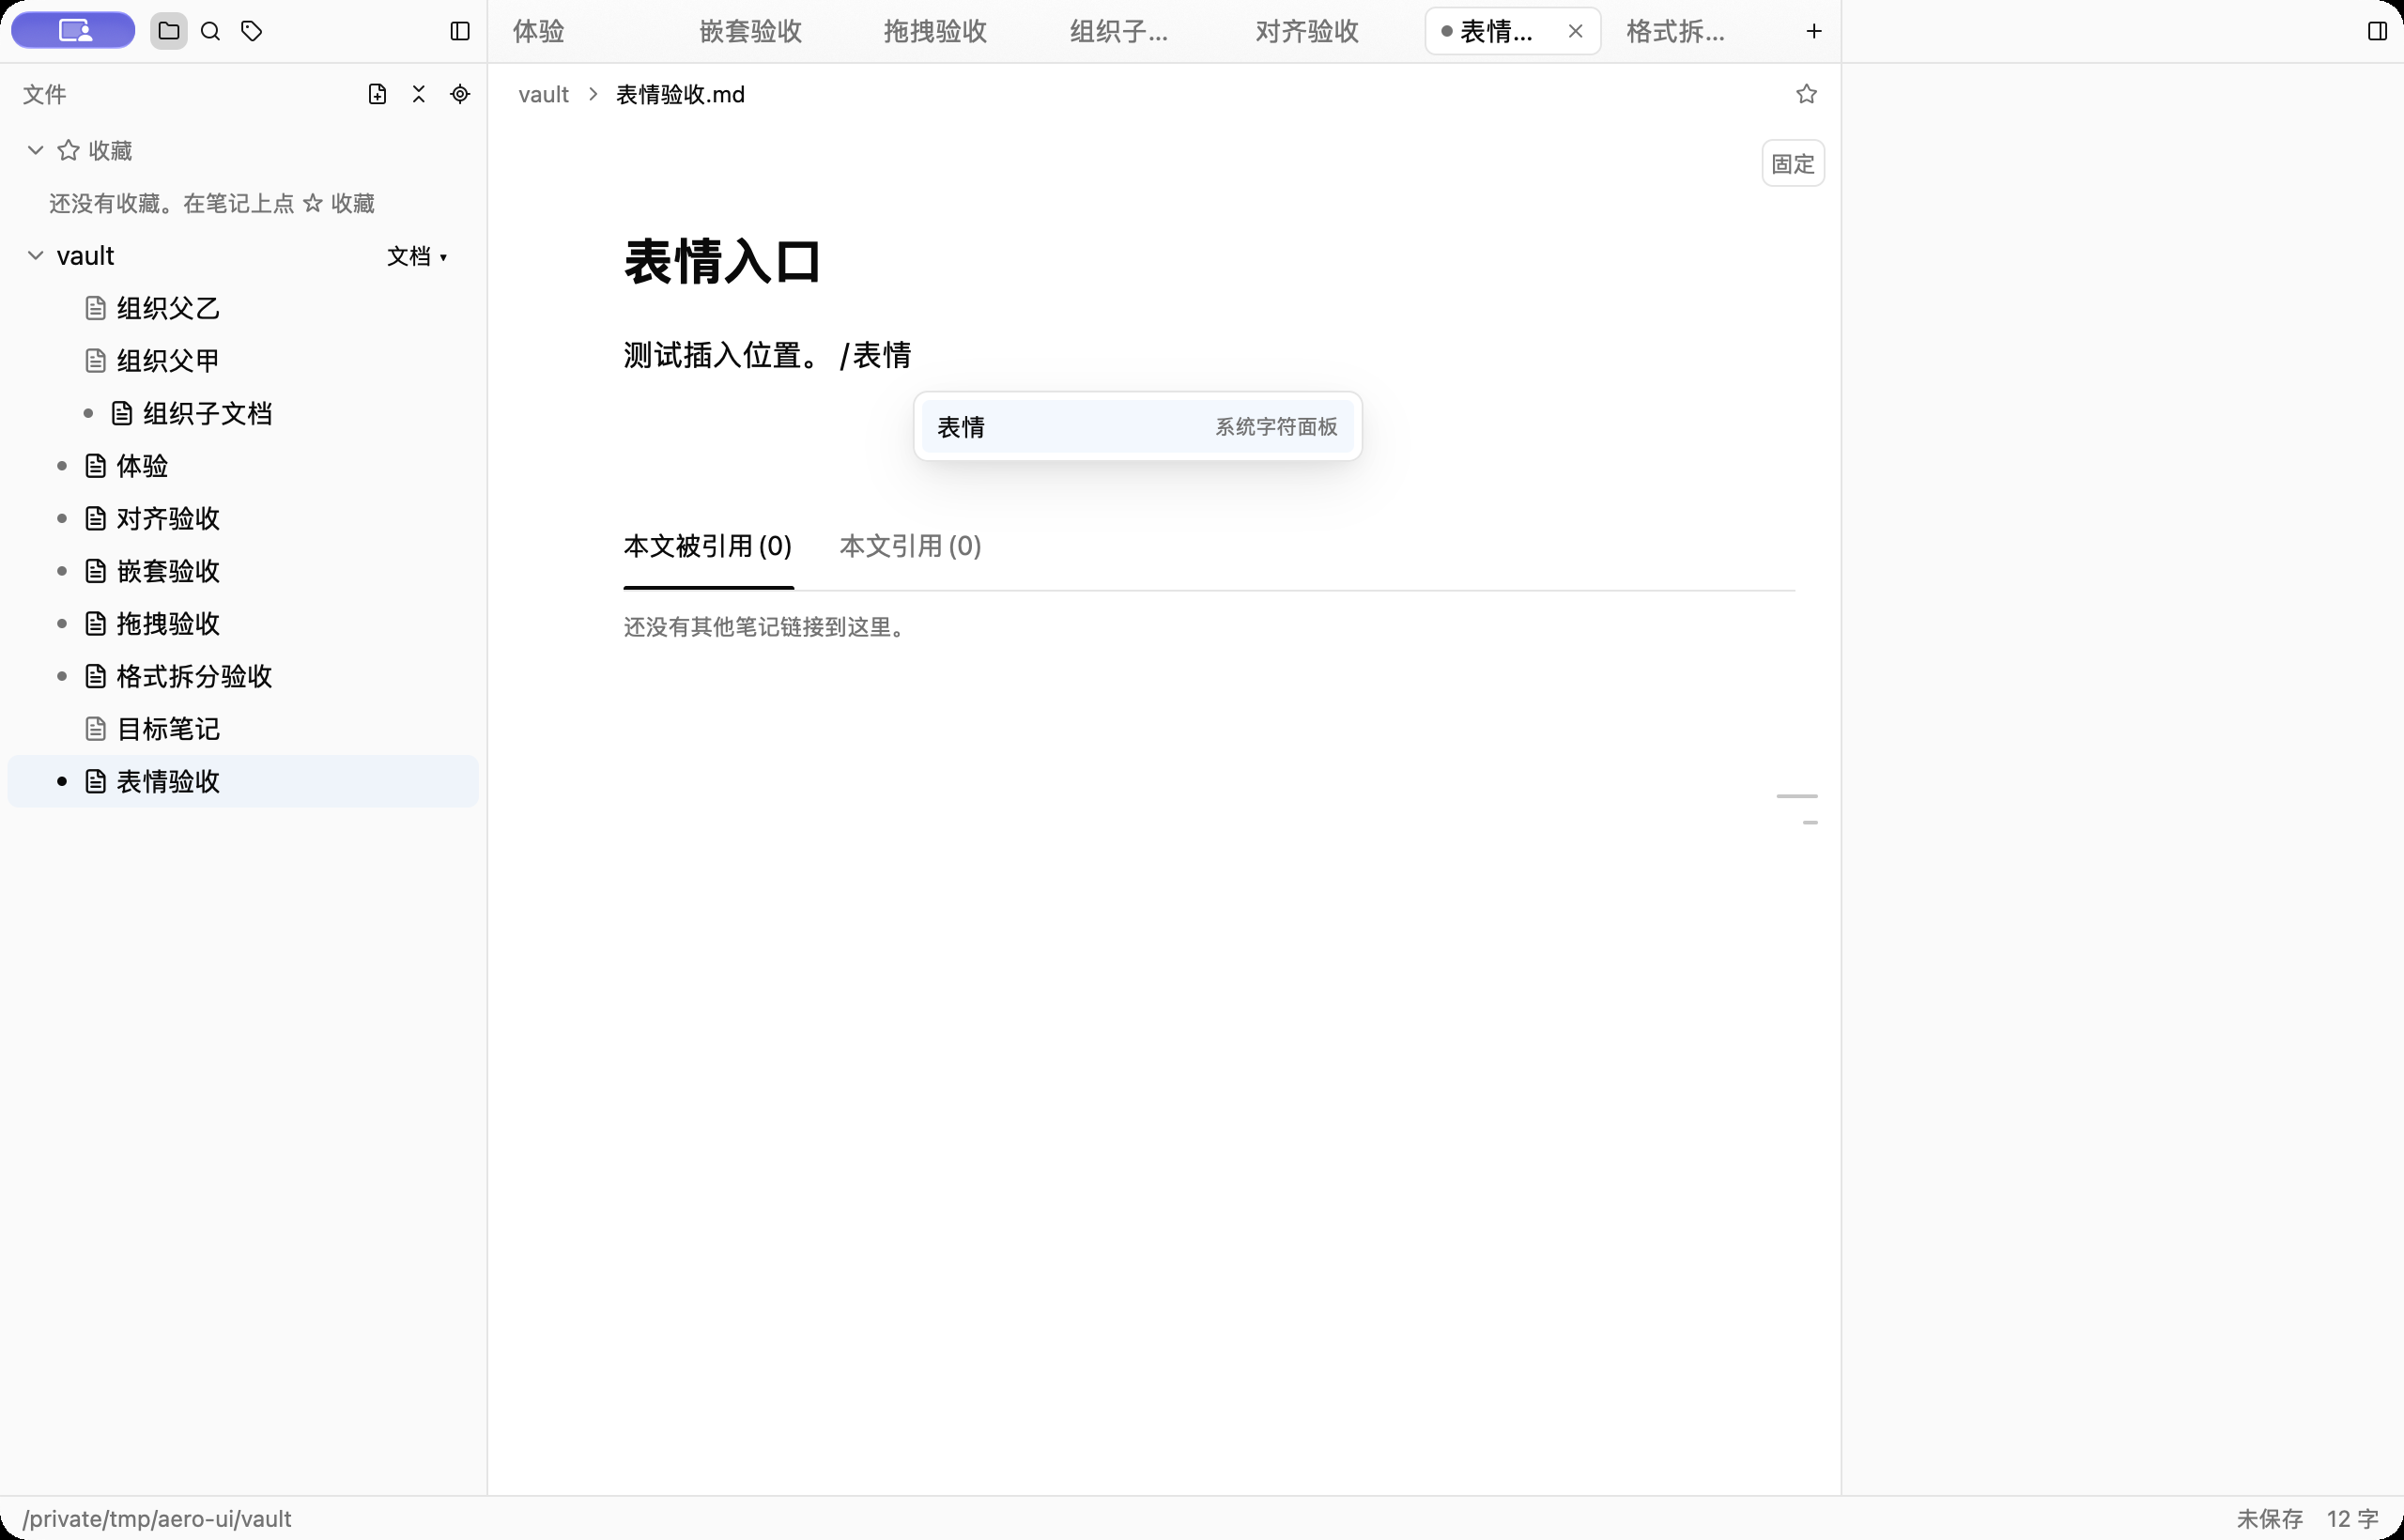 体验
嵌套验收
拖拽验收
组织子...
对齐验收
表情...
格式拆...
文件
vault
表情验收.md
收藏
固定
还没有收藏。在笔记上点 ☆ 收藏
vault
文档
表情入口
组织父乙
测试插入位置。 /表情
组织父甲
组织子文档
表情
系统字符面板
体验
对齐验收
本文被引用 (0)
本文引用 (0)
嵌套验收
拖拽验收
还没有其他笔记链接到这里。
格式拆分验收
目标笔记
表情验收
/private/tmp/aero-ui/vault
未保存
12 字